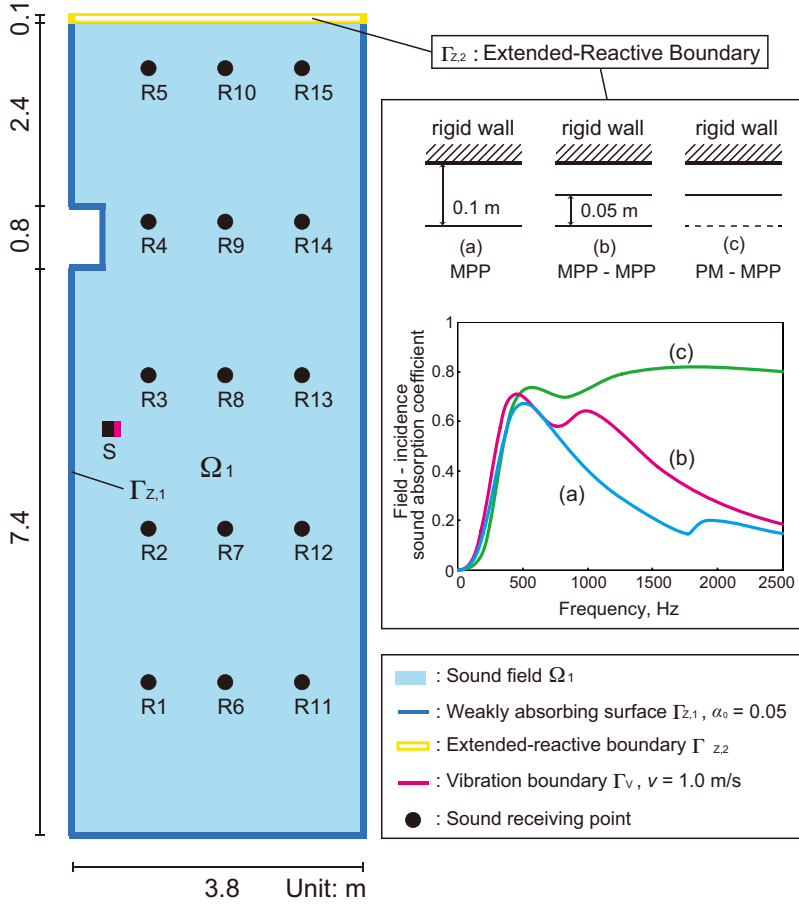 0.1
2.4
0.8
7.4
R5 R10 R15
R4 R9 R14
R3 R8 R13
S
Ω1
ΓZ,1
R2 R7 R12
R1 R6 R11
3.8 Unit: m
ΓZ,2 : Extended-Reactive Boundary
rigid wall rigid wall rigid wall
0.1 m 0.05 m
(a) (b) (c)
MPP MPP - MPP PM - MPP
Field - incidence
sound absorption coefficient
1
0.8
0.6
0.4
0.2
0
(c)
(b)
(a)
0 500 1000 1500 2000 2500
Frequency, Hz
: Sound field Ω1
: Weakly absorbing surface ΓZ,1 , α0 = 0.05
: Extended-reactive boundary Γ Z,2
: Vibration boundary ΓV , v = 1.0 m/s
: Sound receiving point